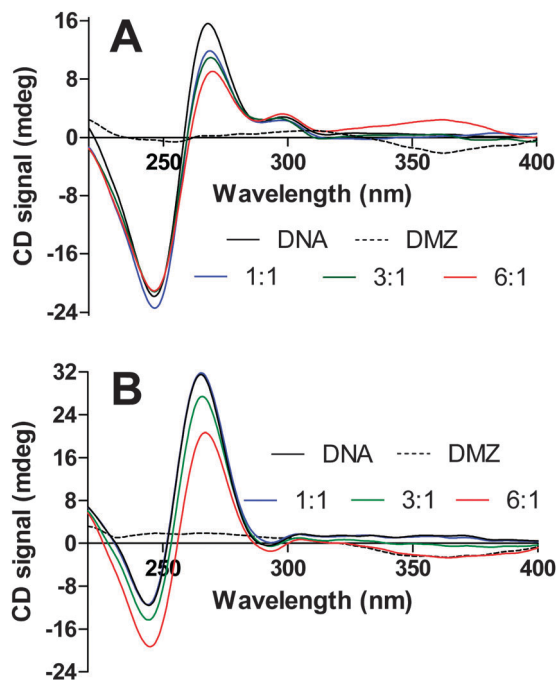 A
16
8
0
-8
-16
-24
CD signal (mdeg)
250
300
350
400
Wavelength (nm)
DNA
DMZ
1:1
3:1
6:1
B
32
24
16
8
0
-8
-16
-24
CD signal (mdeg)
250
300
350
400
Wavelength (nm)
DNA
DMZ
1:1
3:1
6:1